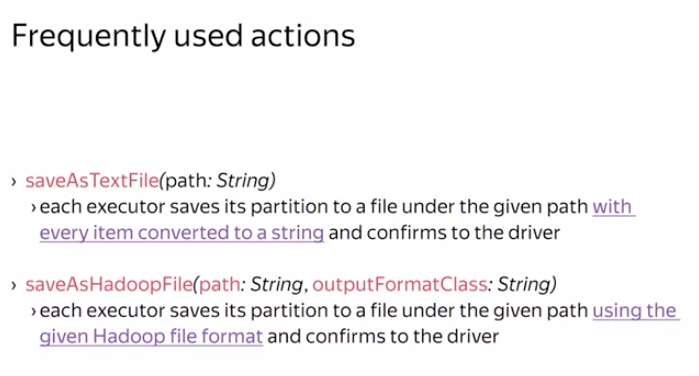 Frequently used actions
› saveAsTextFile(path: String)
› each executor saves its partition to a file under the given path with
every item converted to a string and confirms to the driver
› saveAsHadoopFile(path: String, outputFormatClass: String)
› each executor saves its partition to a file under the given path using the
given Hadoop file format and confirms to the driver